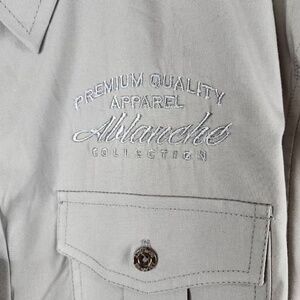 PREMIUM QUALITY
APPAREL
Ablanche
COLLECTION